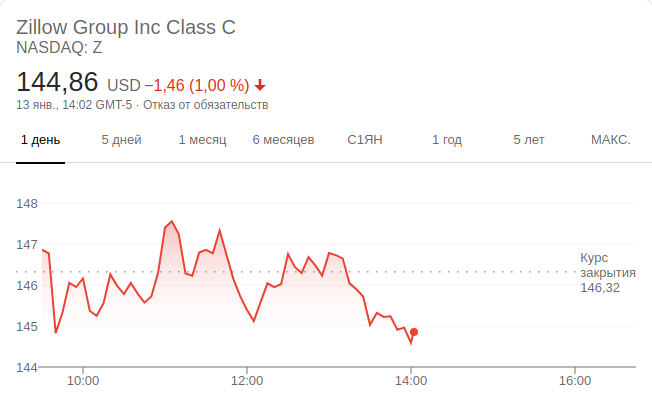 Zillow Group Inc Class C
NASDAQ: Z
144,86 USD −1,46 (1,00 %)
13 янв., 14:02 GMT-5 · Отказ от обязательств
1 день 5 дней 1 месяц 6 месяцев С1ЯН 1 год 5 лет МАКС.
148
147
Курс
закрытия
146,32
146
145
144
10:00 12:00 14:00 16:00